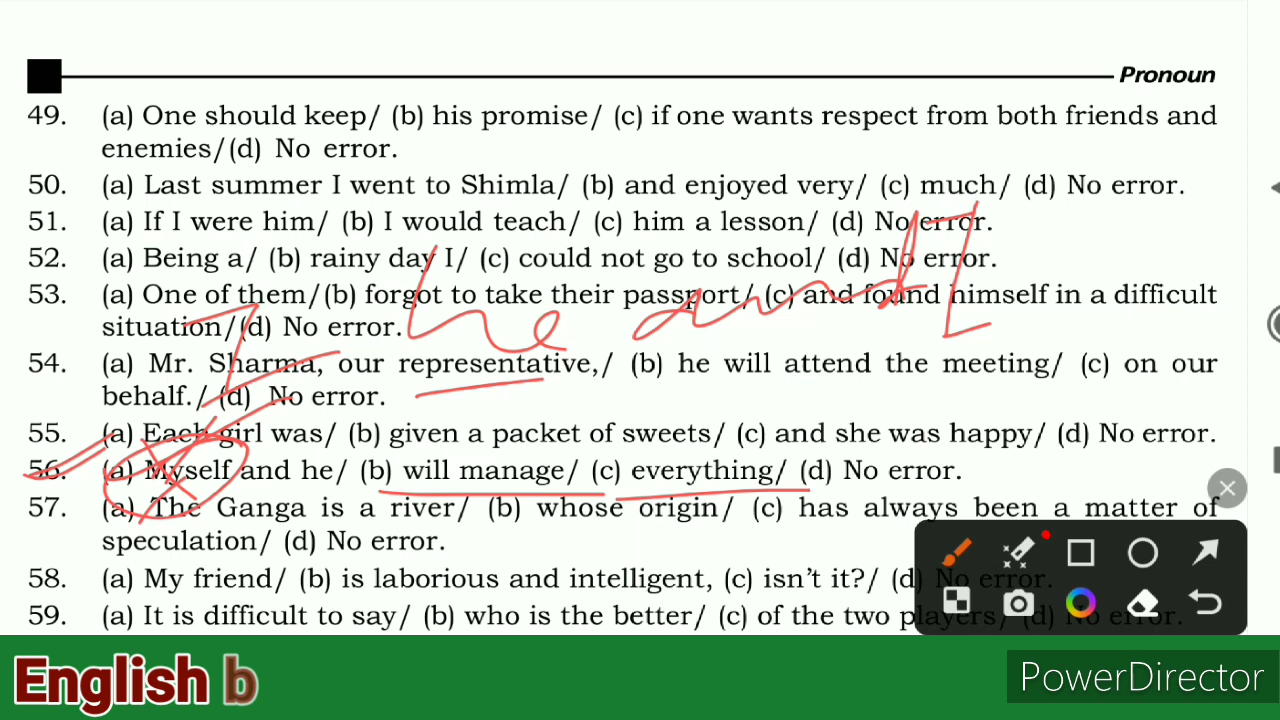 Pronoun
49. (a) One should keep/ (b) his promise/ (c) if one wants respect from both friends and
enemies/(d) No error.
50. (a) Last summer I went to Shimla/ (b) and enjoyed very/ (c) much/ (d) No error.
51. (a) If I were him/ (b) I would teach/ (c) him a lesson/ (d) No error.
52. (a) Being a/ (b) rainy day I/ (c) could not go to school/ (d) No error.
53. (a) One of them/(b) forgot to take their passport/ (c) and found himself in a difficult
situation/(d) No error.
he and I
I
54. (a) Mr. Sharma, our representative,/ (b) he will attend the meeting/ (c) on our
behalf./ (d) No error.
55. (a) Each girl was/ (b) given a packet of sweets/ (c) and she was happy/ (d) No error.
56. (a) Myself and he/ (b) will manage/ (c) everything/ (d) No error.
57. (a) The Ganga is a river/ (b) whose origin/ (c) has always been a matter of
speculation/ (d) No error.
58. (a) My friend/ (b) is laborious and intelligent, (c) isn't it?/ (d) No error.
59. (a) It is difficult to say/ (b) who is the better/ (c) of the two players/ (d) No error.
English b
PowerDirector